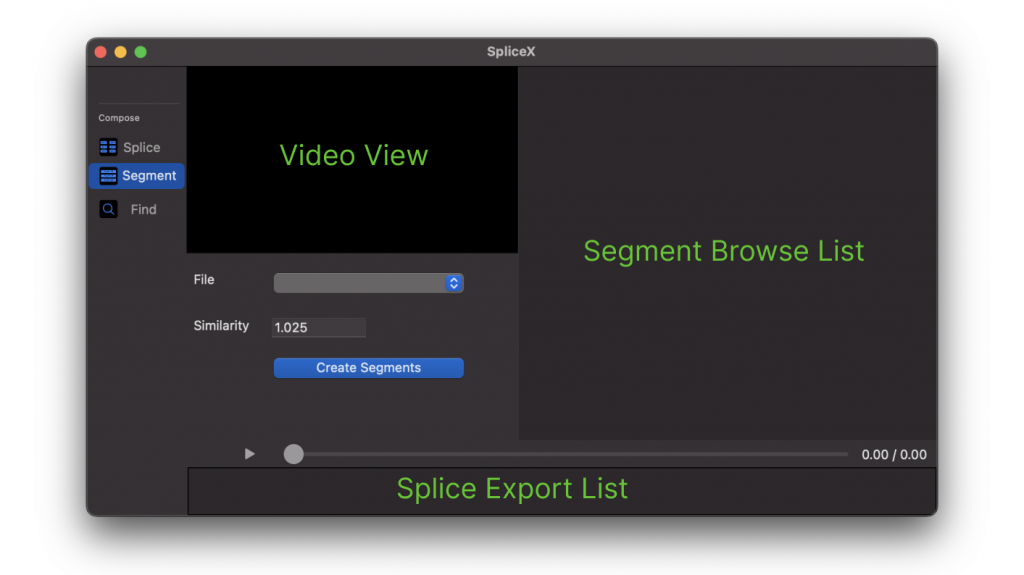 SpliceX
Compose
Splice
Segment
Find
Video View
File
Similarity
1.025
Create Segments
Segment Browse List
0.00 / 0.00
Splice Export List